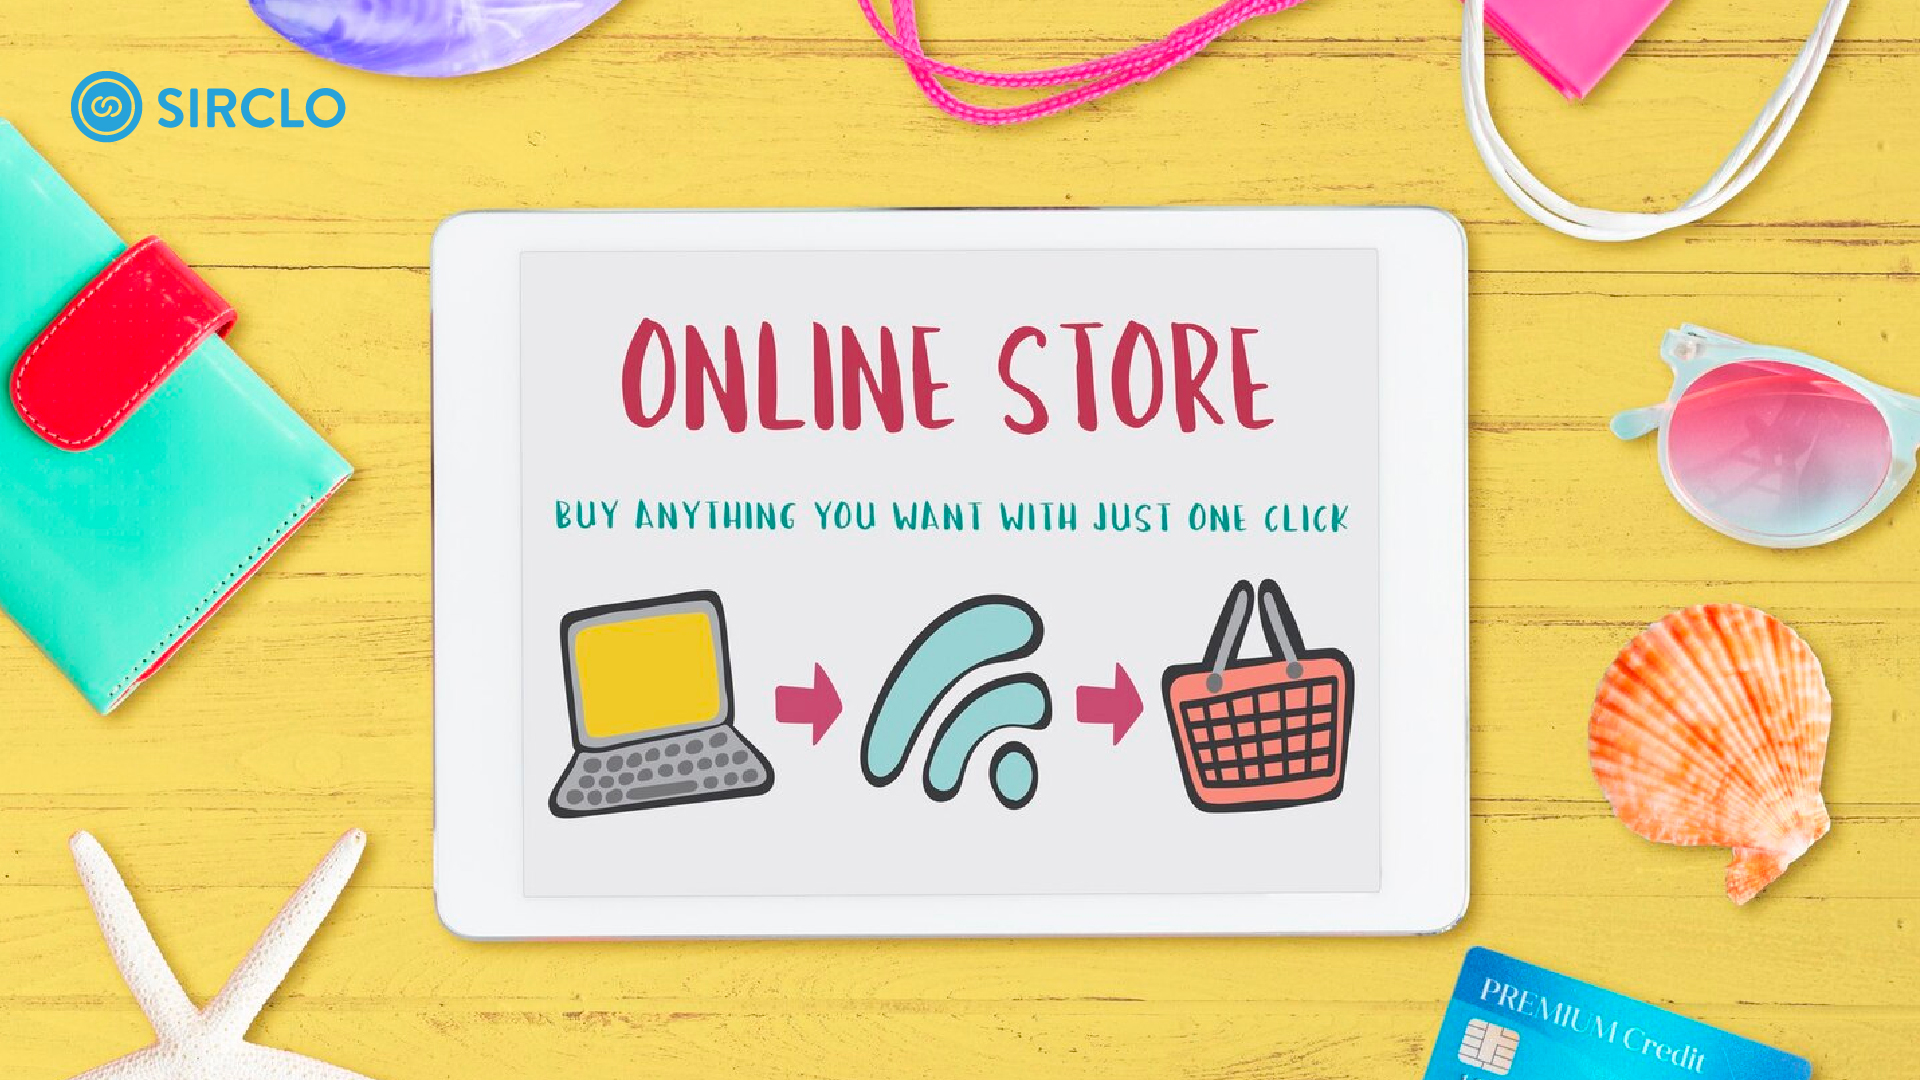 SIRCLO
ONLINE STORE
BUY ANYTHING YOU WANT WITH JUST ONE CLICK
PREMIUM Credit